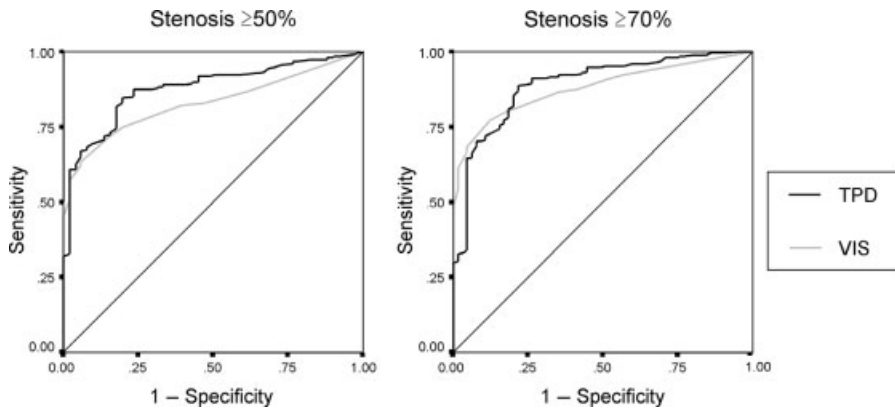 Stenosis ≥50%
1.00
.75
.50
.25
0.00
0.00 .25 .50 .75 1.00
Sensitivity
1 – Specificity
Stenosis ≥70%
1.00
.75
.50
.25
0.00
0.00 .25 .50 .75 1.00
Sensitivity
1 – Specificity
TPD
VIS